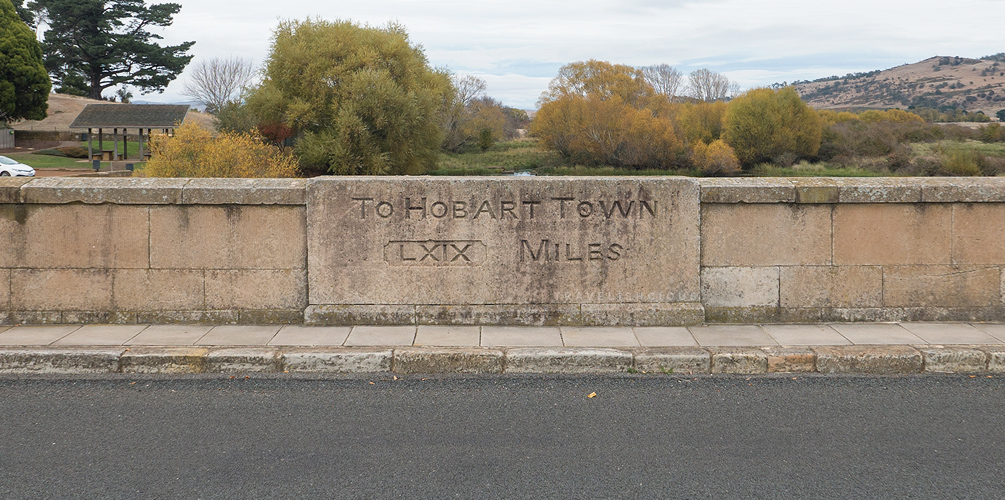 To Hobart Town
LXIX Miles